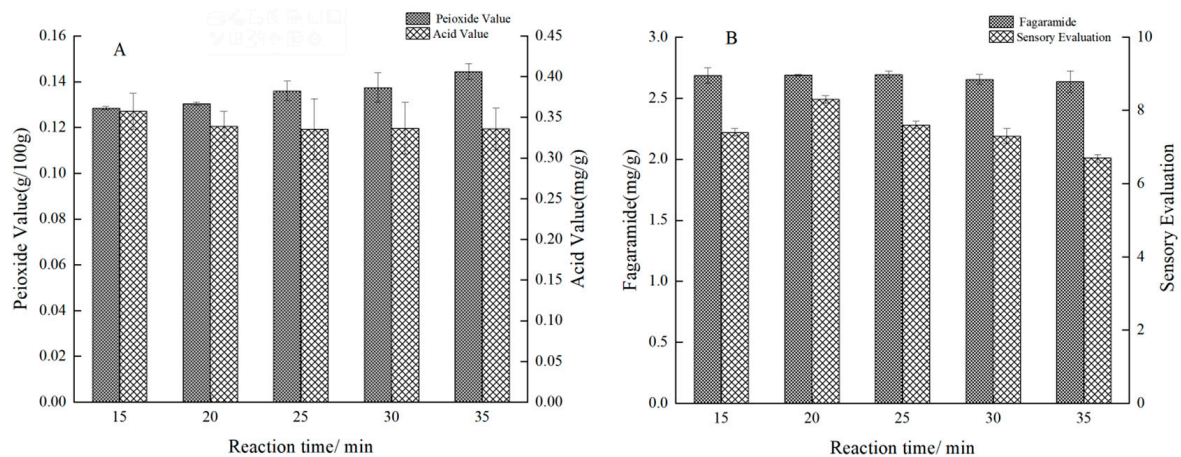 A
Peioxide Value
Acid Value
0.16
0.14
0.12
0.10
0.08
0.06
0.04
0.02
0.00
Peioxide Value(g/100g)
0.45
0.40
0.35
0.30
0.25
0.20
0.15
0.10
0.05
0.00
Acid Value(mg/g)
15 20 25 30 35
Reaction time/ min
B
Fagaramide
Sensory Evaluation
3.0
2.5
2.0
1.5
1.0
0.5
0.0
Fagaramide(mg/g)
10
8
6
4
2
0
Sensory Evaluation
15 20 25 30 35
Reaction time/ min